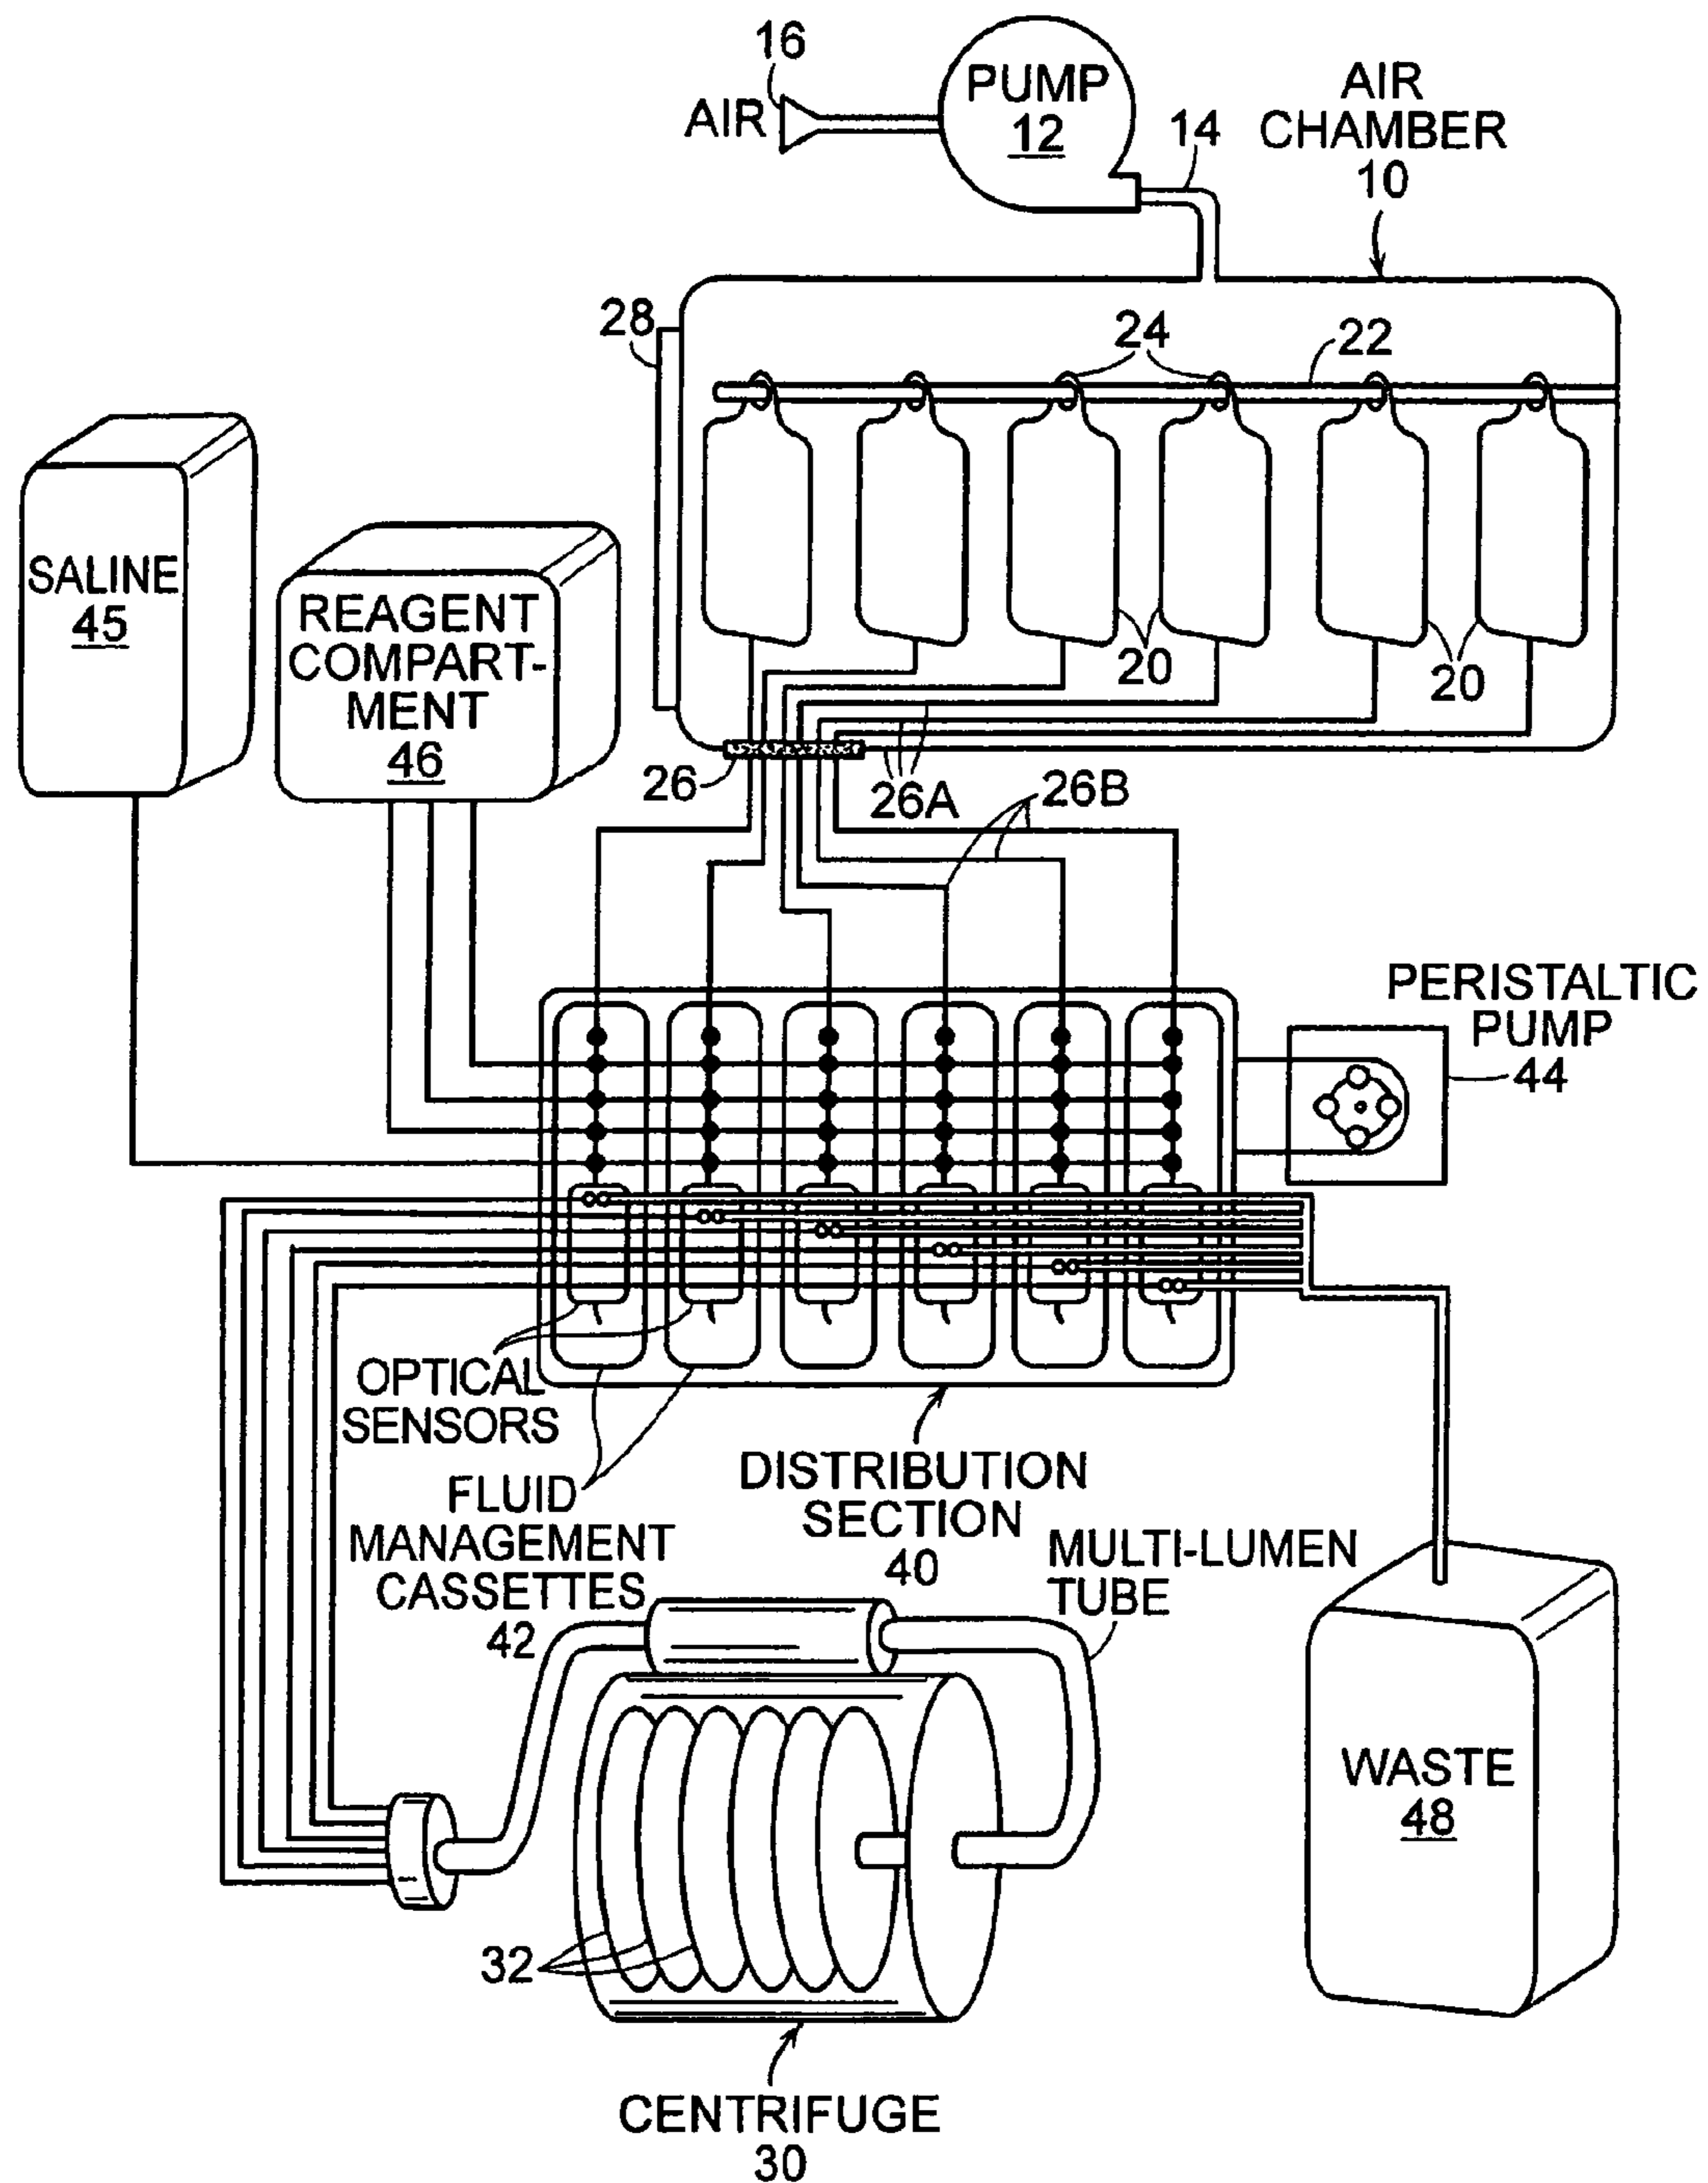 16
AIR
PUMP
12
14
AIR
CHAMBER
10
28
24
22
SALINE
45
REAGENT
COMPART-
MENT
46
20
20
26
26A
26B
PERISTALTIC
PUMP
44
OPTICAL
SENSORS
FLUID
MANAGEMENT
CASSETTES
42
DISTRIBUTION
SECTION
40
MULTI-LUMEN
TUBE
WASTE
48
32
CENTRIFUGE
30